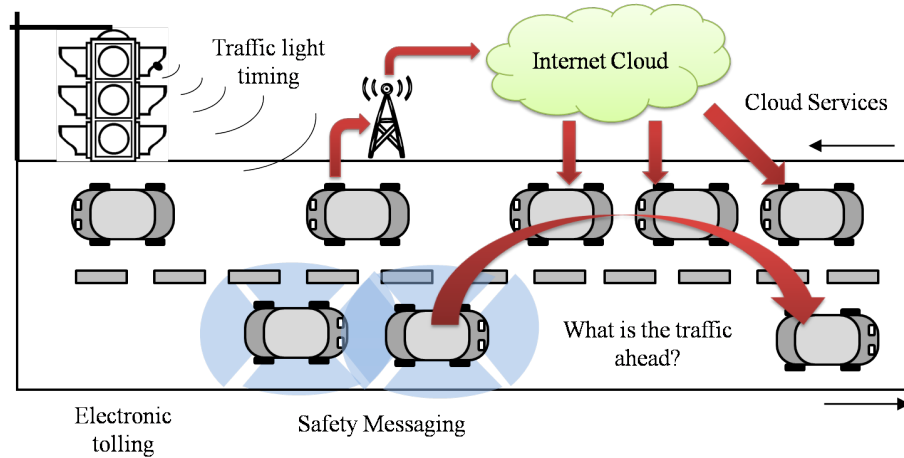 Traffic light
timing
Internet Cloud
Cloud Services
What is the traffic
ahead?
Electronic
tolling
Safety Messaging